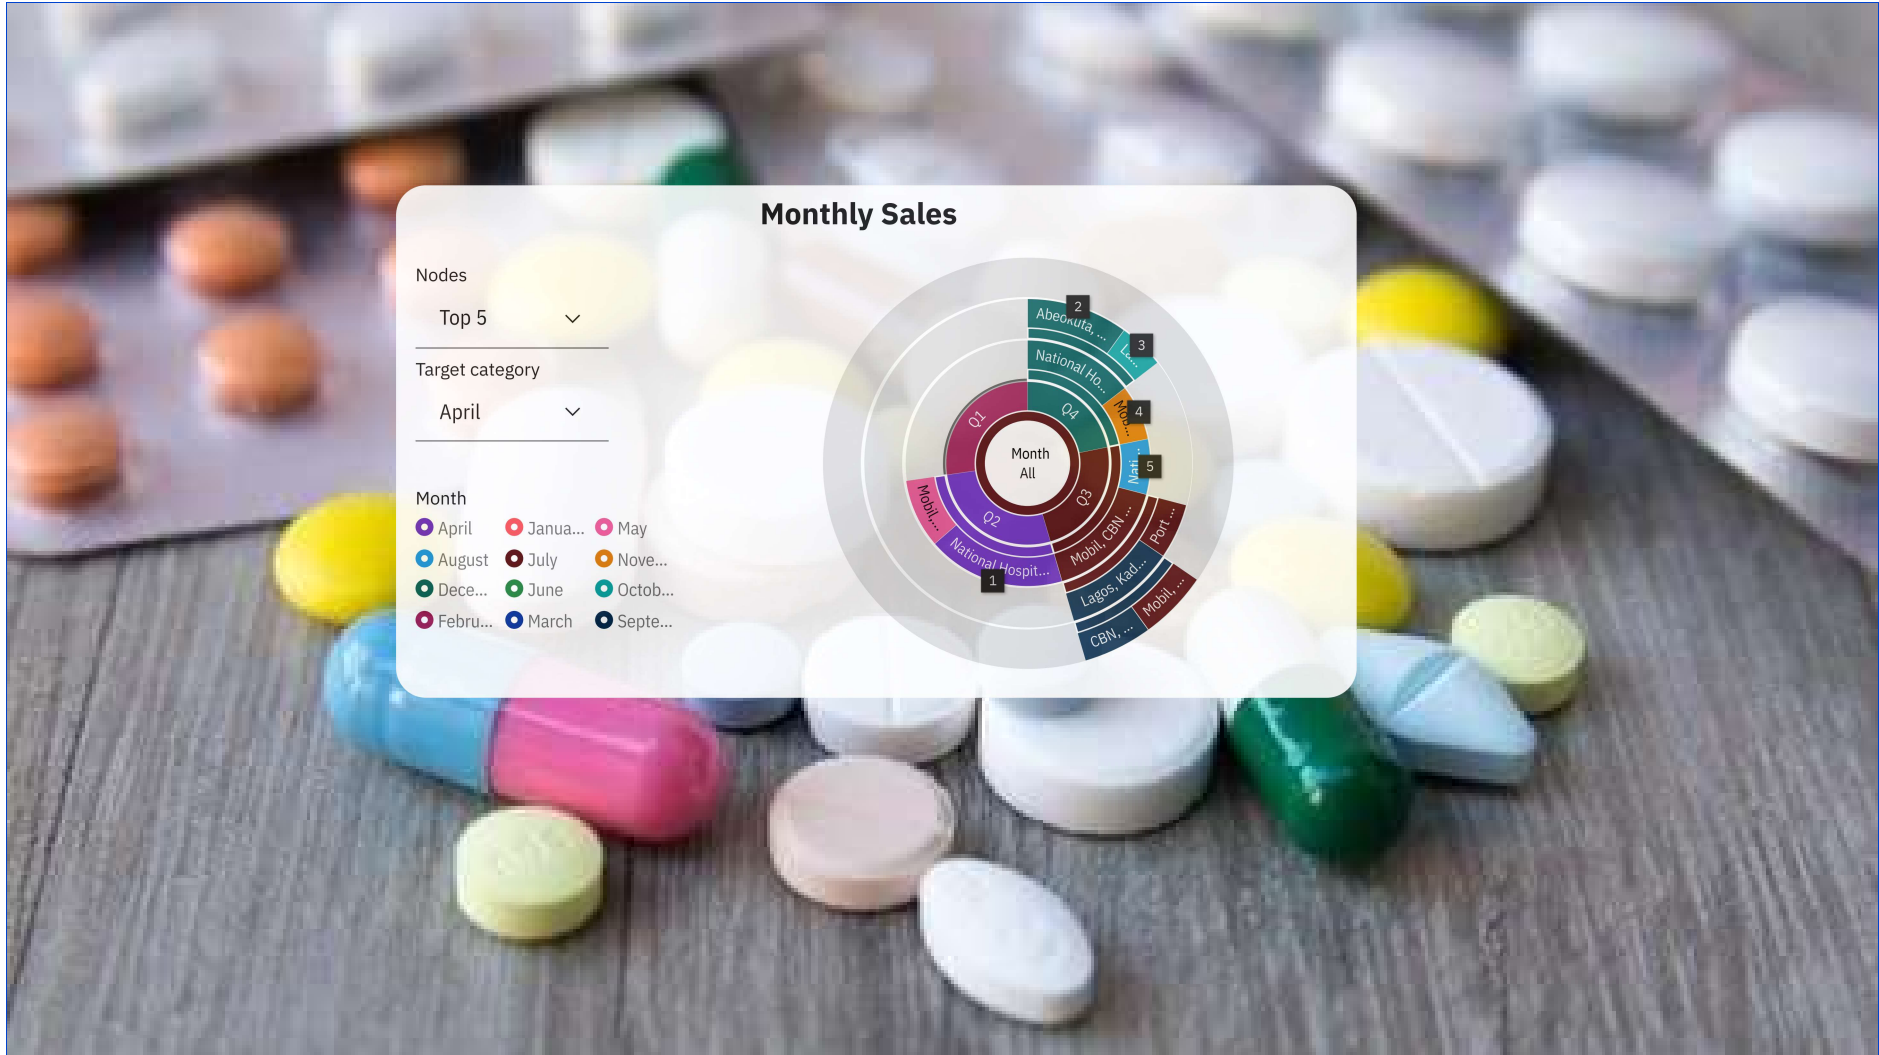 Monthly Sales
Nodes
Top 5
Target category
April
Month
April
Janua...
May
August
July
Nove...
Dece...
June
Octob...
Febru...
March
Septe...
Month
All
Q1
Q2
Q3
Q4
Abeokuta, ...
National Ho...
Mob...
Nati...
Port ...
Mobil, CBN ...
Lagos, Kad...
Mobil, ...
CBN, ...
National Hospit...
Mobil,...
1
2
3
4
5